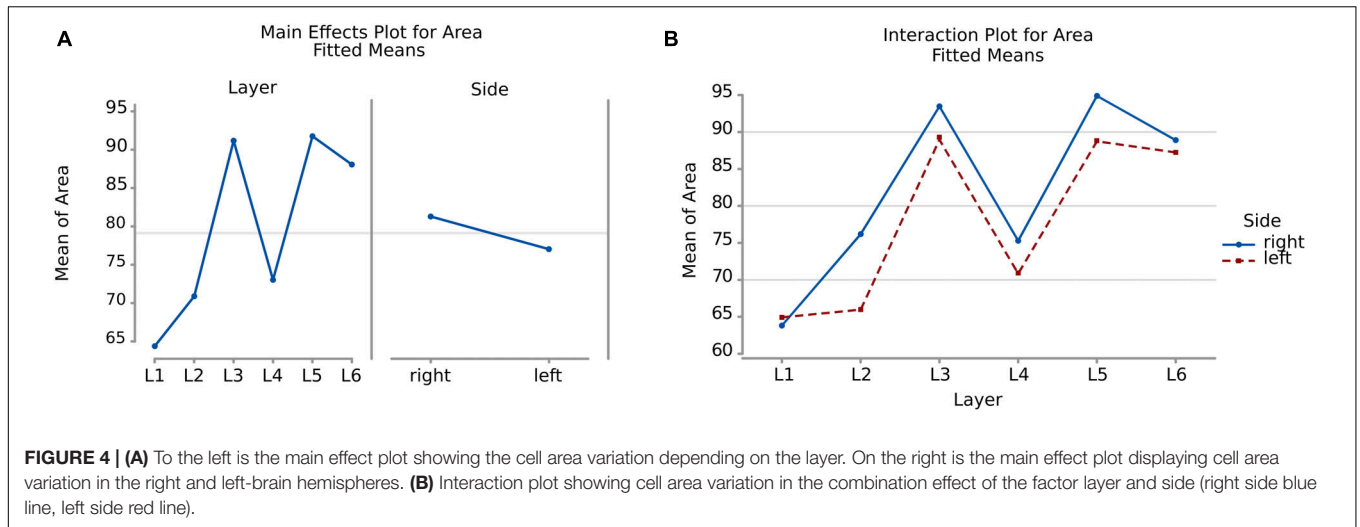 A
Main Effects Plot for Area
Fitted Means
Layer
Side
Mean of Area
95
90
85
80
75
70
65
L1 L2 L3 L4 L5 L6
right left
B
Interaction Plot for Area
Fitted Means
Mean of Area
95
90
85
80
75
70
65
60
L1 L2 L3 L4 L5 L6
Layer
Side
right
left
FIGURE 4 | (A) To the left is the main effect plot showing the cell area variation depending on the layer. On the right is the main effect plot displaying cell area
variation in the right and left-brain hemispheres. (B) Interaction plot showing cell area variation in the combination effect of the factor layer and side (right side blue
line, left side red line).